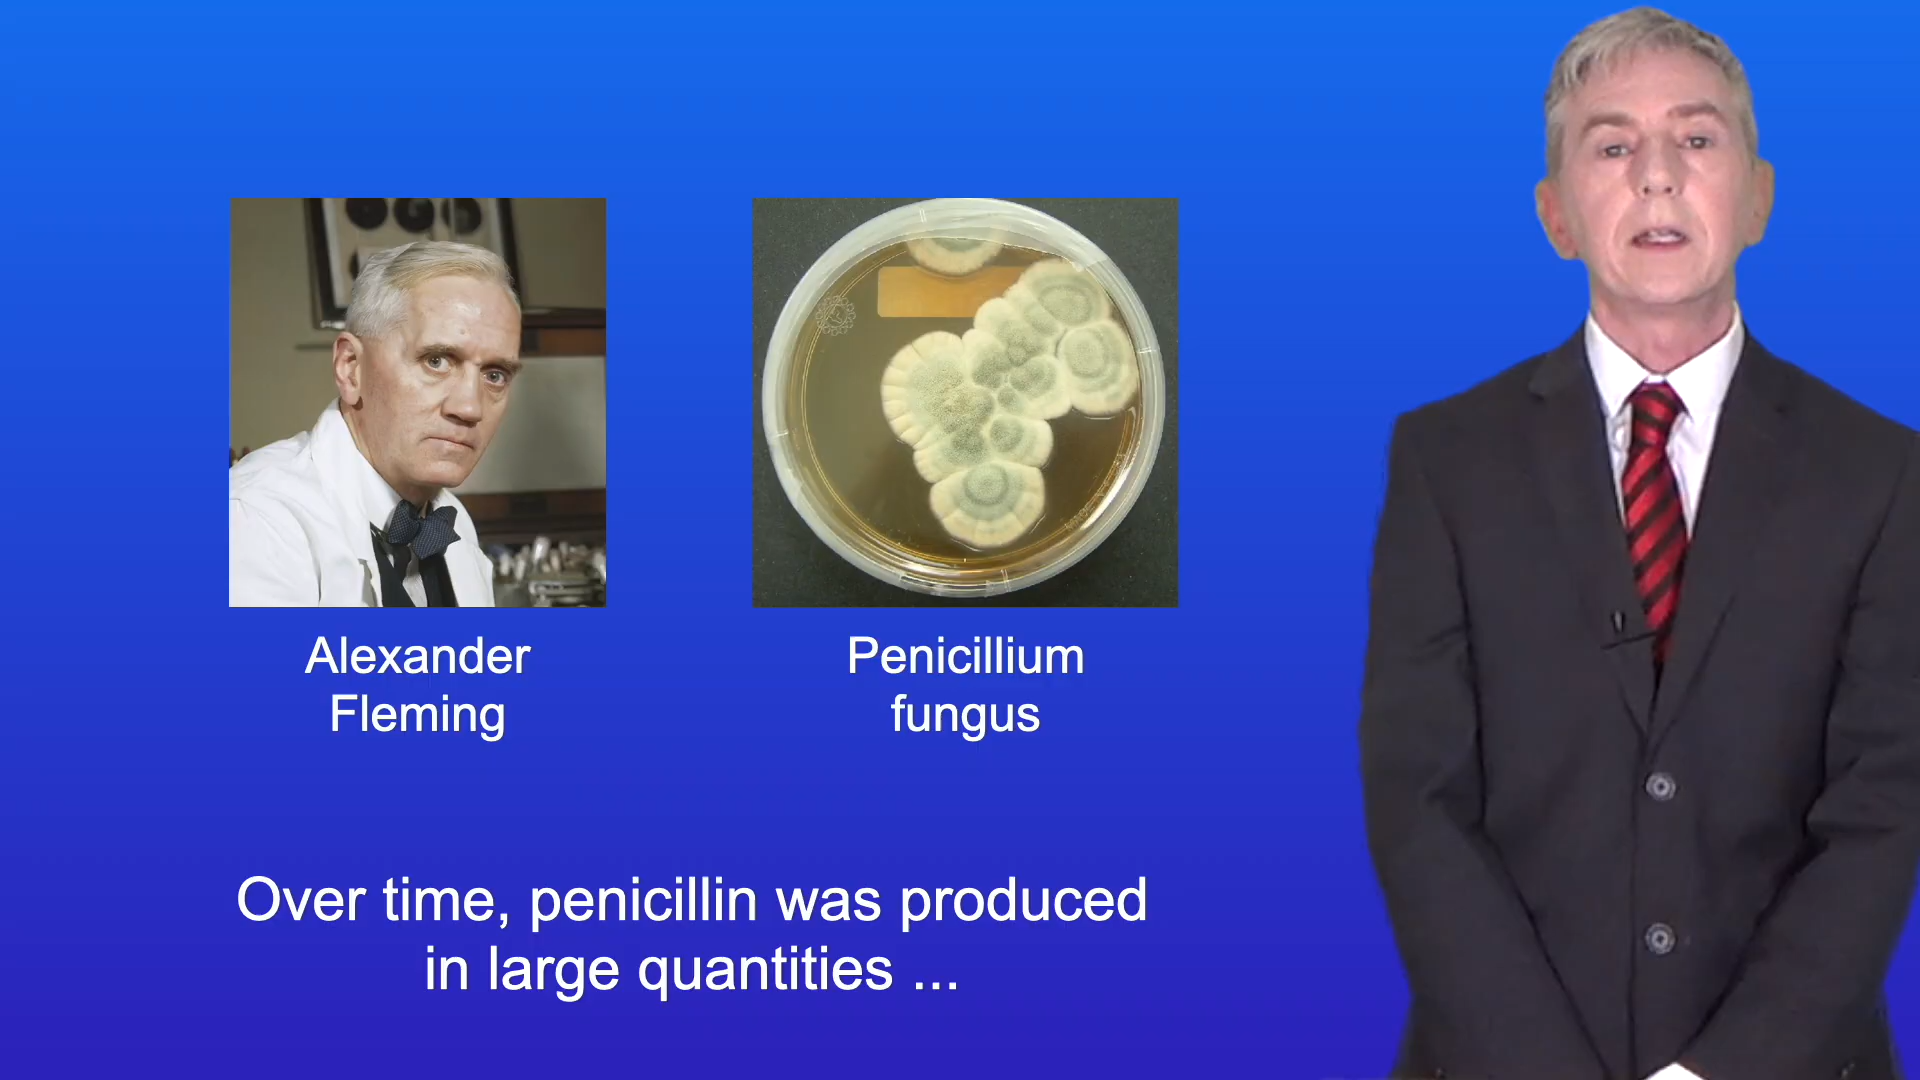 Alexander
Fleming
Penicillium
fungus
Over time, penicillin was produced
in large quantities ...